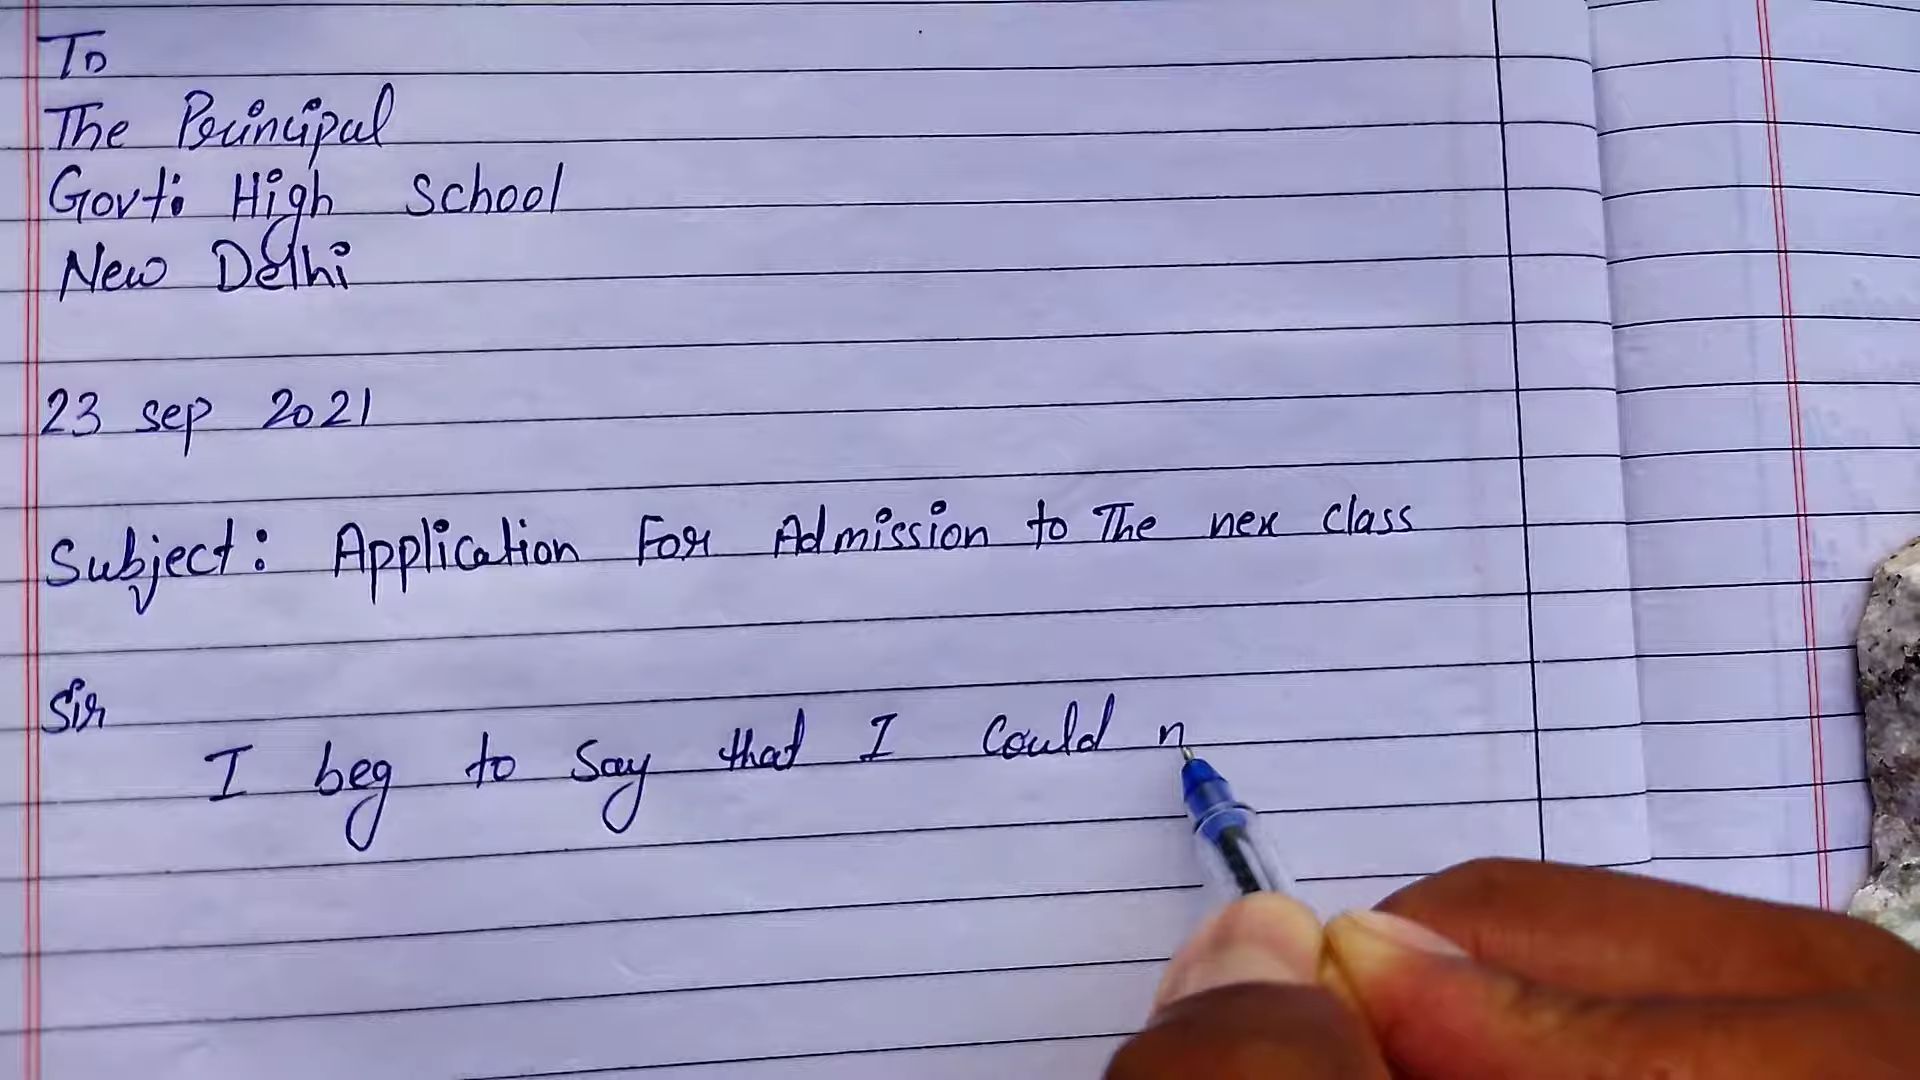 To
The Principal
Govt: High School
New Delhi
23 sep 2021
Subject: Application For Admission to The nex class
Sir
I beg to say that I could n